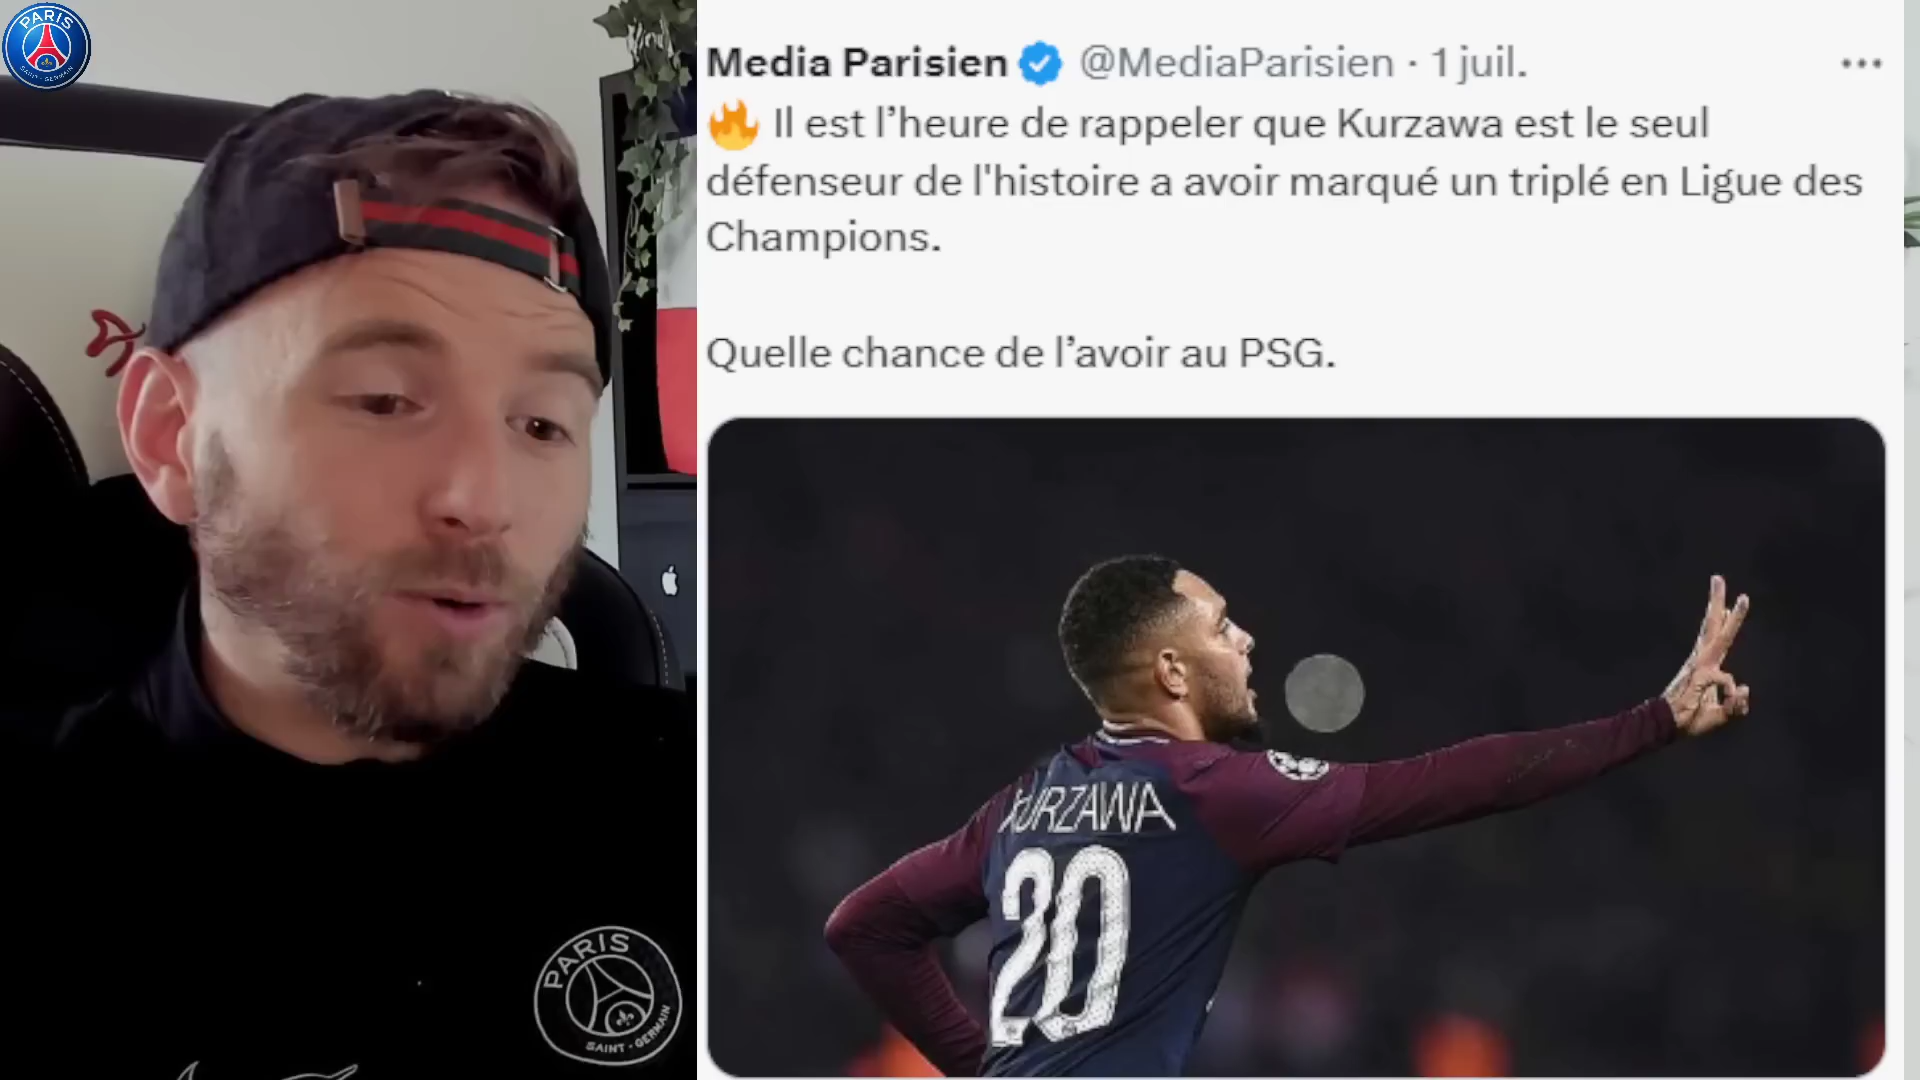 PARIS
SAINT-GERMAIN
Media Parisien @MediaParisien · 1 juil.
🔥 Il est l’heure de rappeler que Kurzawa est le seul
défenseur de l'histoire a avoir marqué un triplé en Ligue des
Champions.
Quelle chance de l’avoir au PSG.
KURZAWA
20
PARIS
SAINT-GERMAIN